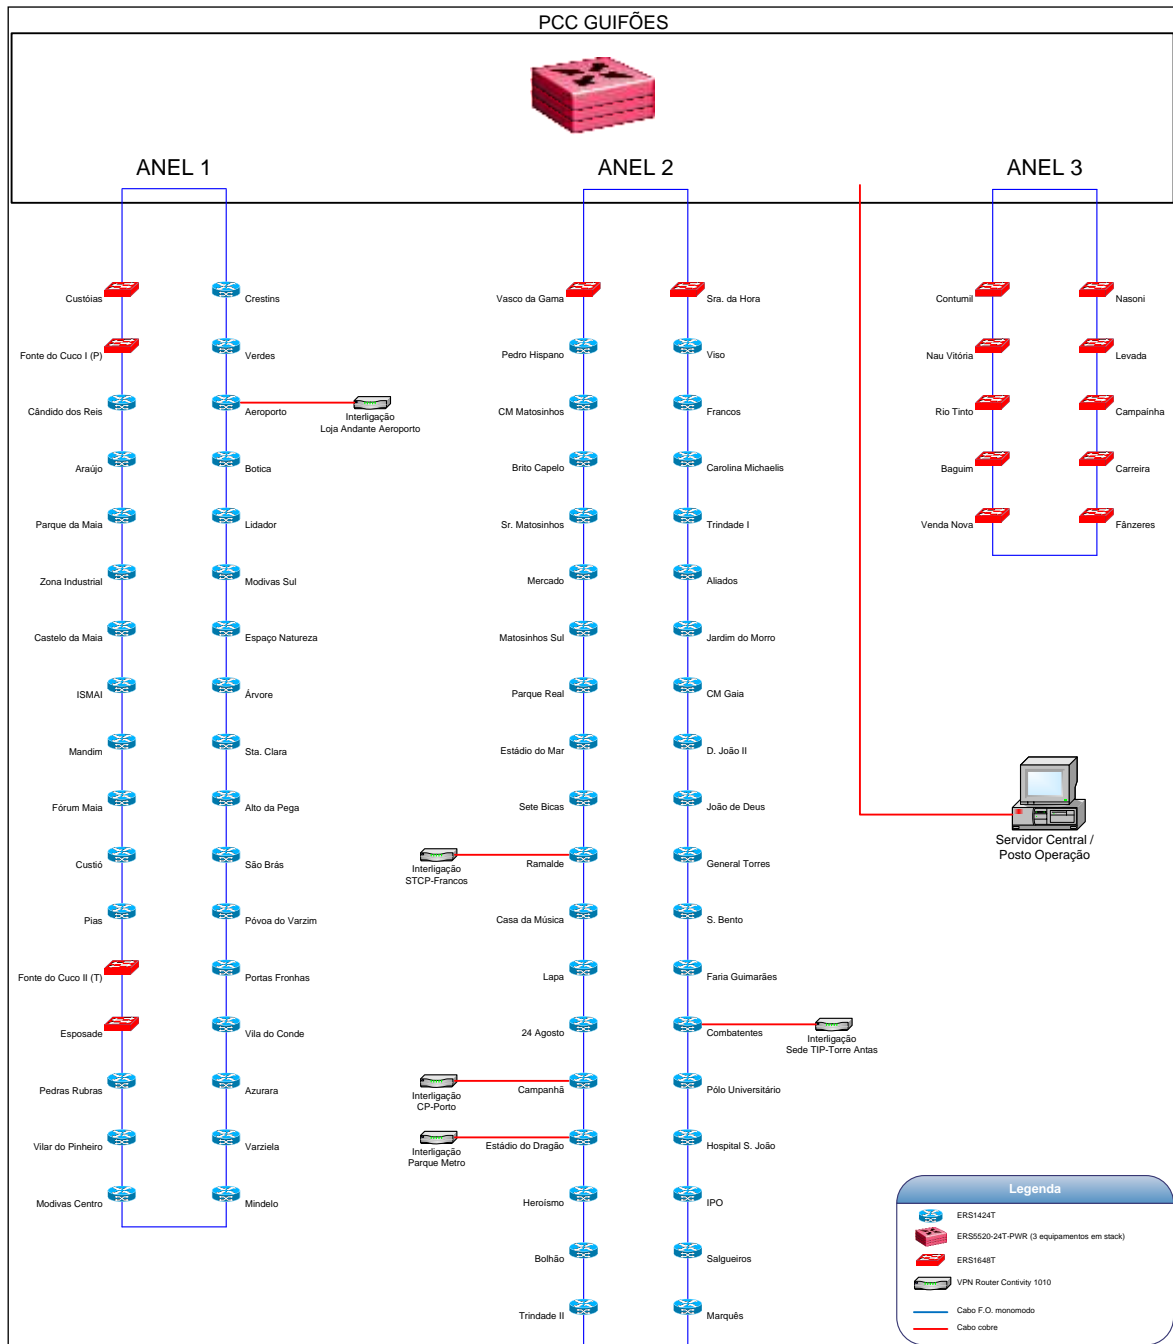 PCC GUIFÕES
ANEL 1
ANEL 2
ANEL 3
Custóias
Crestins
Fonte do Cuco I (P)
Verdes
Cândido dos Reis
Aeroporto
Interligação
Loja Andante Aeroporto
Araújo
Botica
Parque da Maia
Lidador
Zona Industrial
Modivas Sul
Castelo da Maia
Espaço Natureza
ISMAI
Árvore
Mandim
Sta. Clara
Fórum Maia
Alto da Pega
Custió
São Brás
Pias
Póvoa do Varzim
Fonte do Cuco II (T)
Portas Fronhas
Esposade
Vila do Conde
Pedras Rubras
Azurara
Vilar do Pinheiro
Varziela
Modivas Centro
Mindelo
Vasco da Gama
Sra. da Hora
Pedro Hispano
Viso
CM Matosinhos
Francos
Brito Capelo
Carolina Michaelis
Sr. Matosinhos
Trindade I
Mercado
Aliados
Matosinhos Sul
Jardim do Morro
Parque Real
CM Gaia
Estádio do Mar
D. João II
Sete Bicas
João de Deus
Interligação
STCP-Francos
Ramalde
General Torres
Casa da Música
S. Bento
Lapa
Faria Guimarães
24 Agosto
Combatentes
Interligação
Sede TIP-Torre Antas
Interligação
CP-Porto
Campanhã
Pólo Universitário
Interligação
Parque Metro
Estádio do Dragão
Hospital S. João
Heroísmo
IPO
Bolhão
Salgueiros
Trindade II
Marquês
Contumil
Nasoni
Nau Vitória
Levada
Rio Tinto
Campaínha
Baguim
Carreira
Venda Nova
Fânzeres
Servidor Central /
Posto Operação
Legenda
ERS1424T
ERS5520-24T-PWR (3 equipamentos em stack)
ERS1648T
VPN Router Contivity 1010
Cabo F.O. monomodo
Cabo cobre